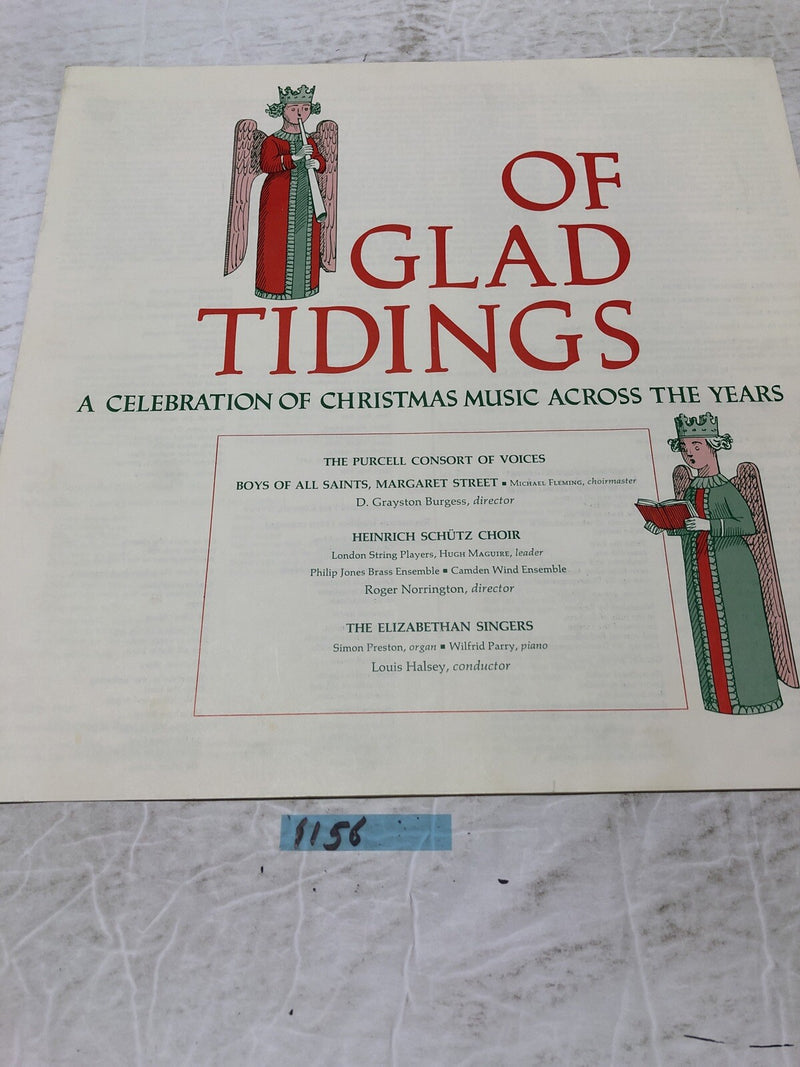 OF
GLAD
TIDINGS
A CELEBRATION OF CHRISTMAS MUSIC ACROSS THE YEARS
THE PURCELL CONSORT OF VOICES
BOYS OF ALL SAINTS, MARGARET STREET ▪ MICHAEL FLEMING, choirmaster
D. Grayston Burgess, director
HEINRICH SCHÜTZ CHOIR
London String Players, HUGH MAGUIRE, leader
Philip Jones Brass Ensemble ▪ Camden Wind Ensemble
Roger Norrington, director
THE ELIZABETHAN SINGERS
Simon Preston, organ ▪ Wilfrid Parry, piano
Louis Halsey, conductor
1156